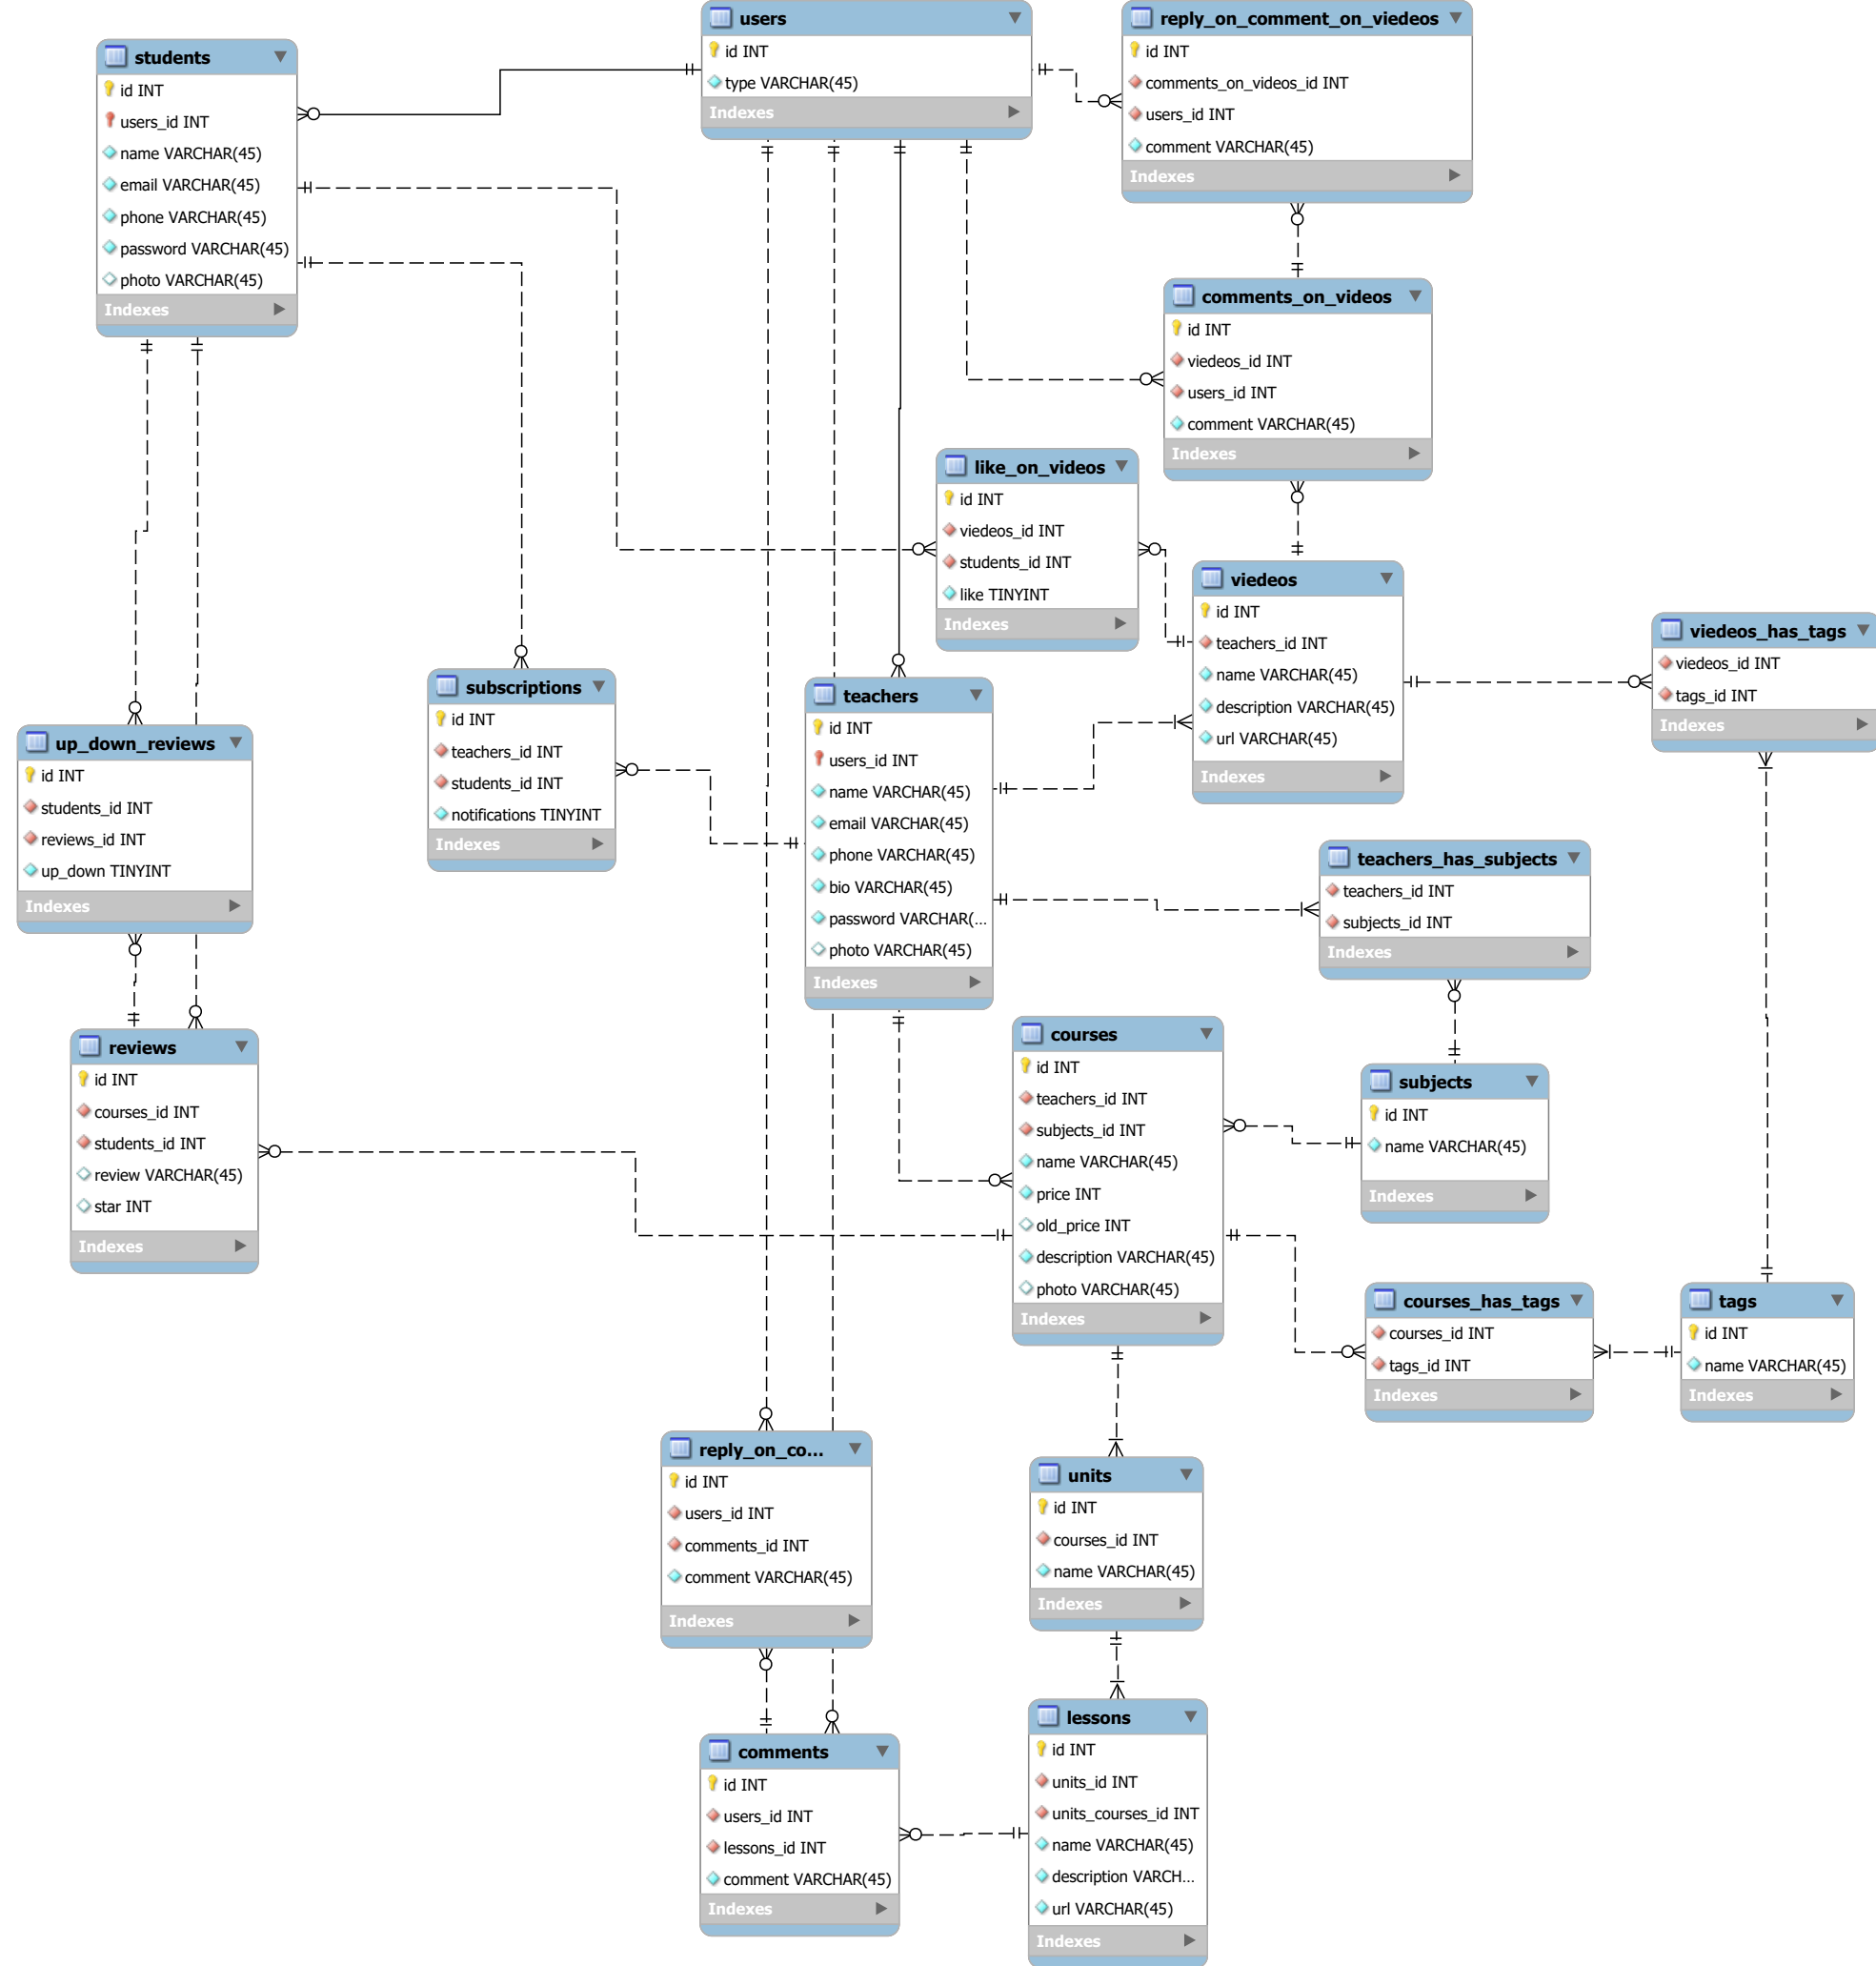 users
id INT
type VARCHAR(45)
Indexes
reply_on_comment_on_viedeos
id INT
comments_on_videos_id INT
users_id INT
comment VARCHAR(45)
Indexes
students
id INT
users_id INT
name VARCHAR(45)
email VARCHAR(45)
phone VARCHAR(45)
password VARCHAR(45)
photo VARCHAR(45)
Indexes
comments_on_videos
id INT
viedeos_id INT
users_id INT
comment VARCHAR(45)
Indexes
like_on_videos
id INT
viedeos_id INT
students_id INT
like TINYINT
Indexes
viedeos
id INT
teachers_id INT
name VARCHAR(45)
description VARCHAR(45)
url VARCHAR(45)
Indexes
viedeos_has_tags
viedeos_id INT
tags_id INT
Indexes
subscriptions
id INT
teachers_id INT
students_id INT
notifications TINYINT
Indexes
teachers
id INT
users_id INT
name VARCHAR(45)
email VARCHAR(45)
phone VARCHAR(45)
bio VARCHAR(45)
password VARCHAR(...
photo VARCHAR(45)
Indexes
up_down_reviews
id INT
students_id INT
reviews_id INT
up_down TINYINT
Indexes
teachers_has_subjects
teachers_id INT
subjects_id INT
Indexes
reviews
id INT
courses_id INT
students_id INT
review VARCHAR(45)
star INT
Indexes
courses
id INT
teachers_id INT
subjects_id INT
name VARCHAR(45)
price INT
old_price INT
description VARCHAR(45)
photo VARCHAR(45)
Indexes
subjects
id INT
name VARCHAR(45)
Indexes
courses_has_tags
courses_id INT
tags_id INT
Indexes
tags
id INT
name VARCHAR(45)
Indexes
reply_on_co...
id INT
users_id INT
comments_id INT
comment VARCHAR(45)
Indexes
units
id INT
courses_id INT
name VARCHAR(45)
Indexes
comments
id INT
users_id INT
lessons_id INT
comment VARCHAR(45)
Indexes
lessons
id INT
units_id INT
units_courses_id INT
name VARCHAR(45)
description VARCH...
url VARCHAR(45)
Indexes